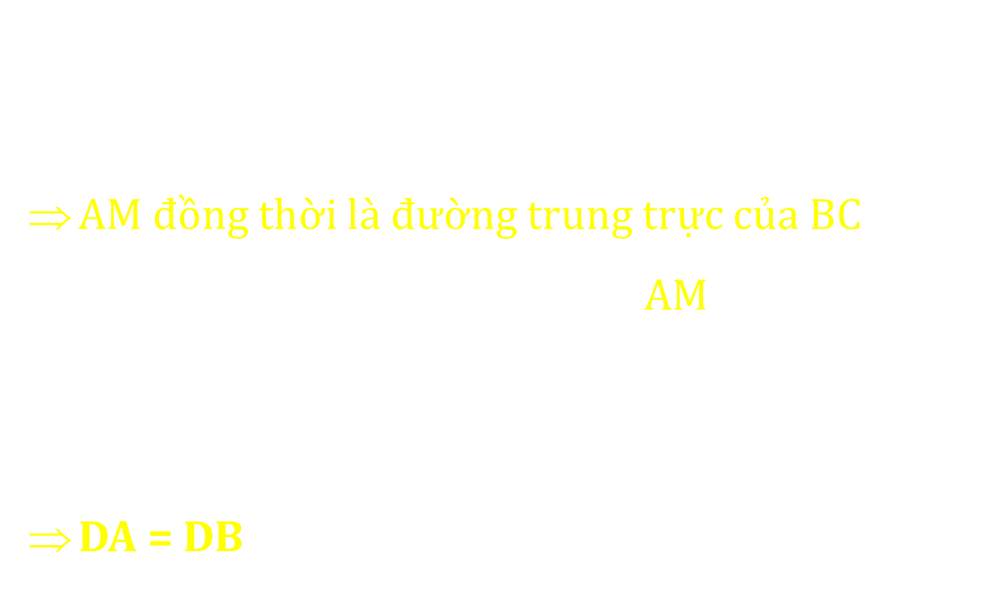 ⇒ AM đồng thời là đường trung trực của BC
AM
⇒ DA = DB